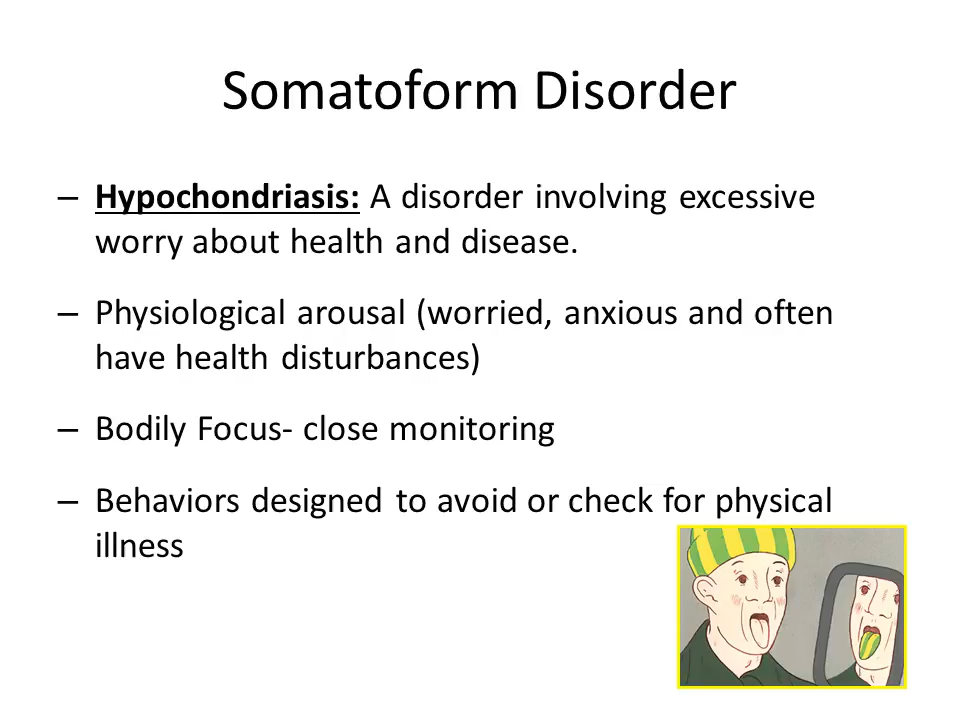 Somatoform Disorder
– Hypochondriasis: A disorder involving excessive
worry about health and disease.
– Physiological arousal (worried, anxious and often
have health disturbances)
– Bodily Focus- close monitoring
– Behaviors designed to avoid or check for physical
illness